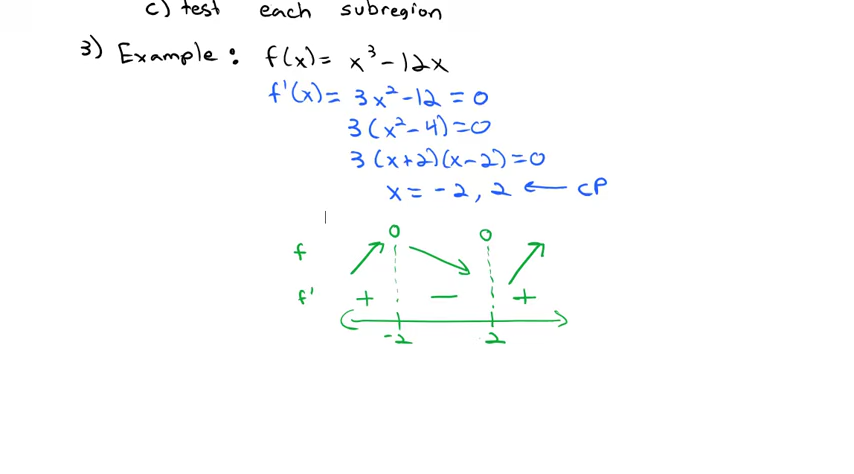 c) test each subregion
3) Example: f(x) = x³ - 12x
f'(x) = 3x² - 12 = 0
3(x² - 4) = 0
3(x+2)(x-2) = 0
x = -2, 2 ← CP
0 0
f
f' + - +
-2 2